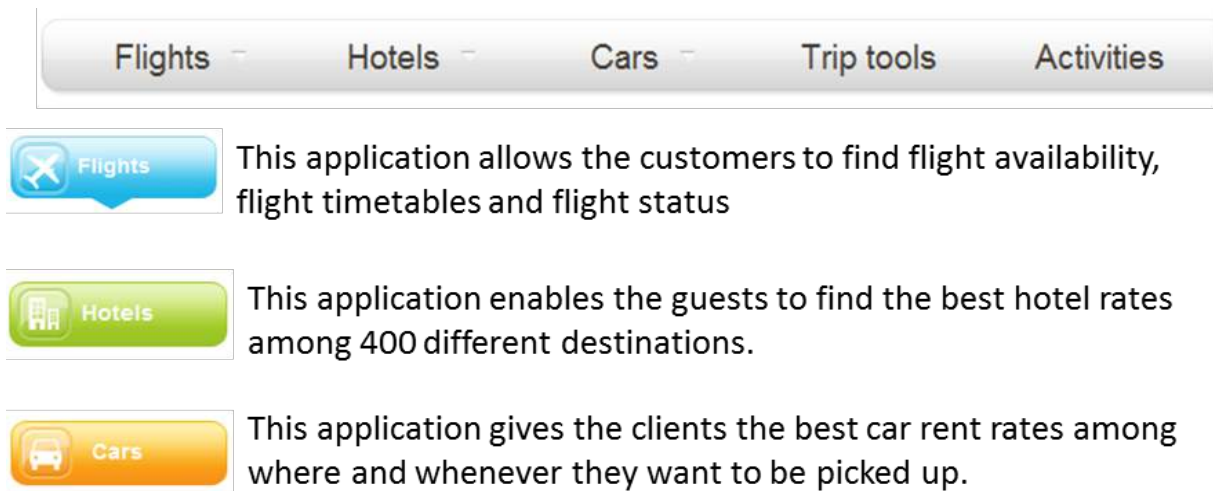 Flights Hotels Cars Trip tools Activities
Flights
This application allows the customers to find flight availability,
flight timetables and flight status
Hotels
This application enables the guests to find the best hotel rates
among 400 different destinations.
Cars
This application gives the clients the best car rent rates among
where and whenever they want to be picked up.